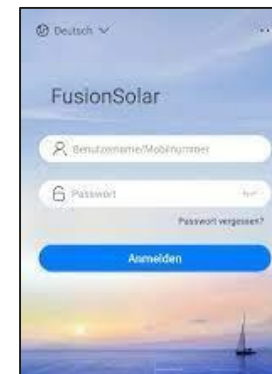 Deutsch
FusionSolar
Benutzername/Mobilnummer
Passwort
Passwort vergessen?
Anmelden